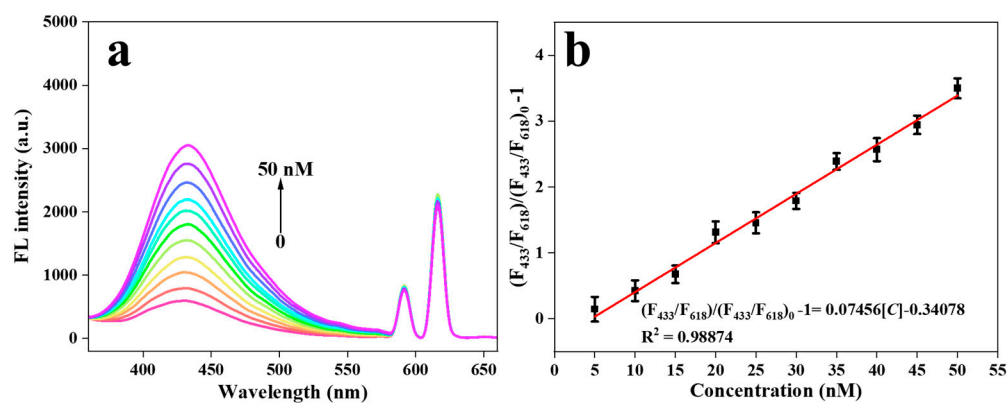 a
FL intensity (a.u.)
5000
4000
3000
2000
1000
0
50 nM
0
400 450 500 550 600 650
Wavelength (nm)
b
(F433/F618)/(F433/F618)0 -1
4
3
2
1
0
(F433/F618)/(F433/F618)0 -1= 0.07456[C]-0.34078
R² = 0.98874
0 5 10 15 20 25 30 35 40 45 50 55
Concentration (nM)